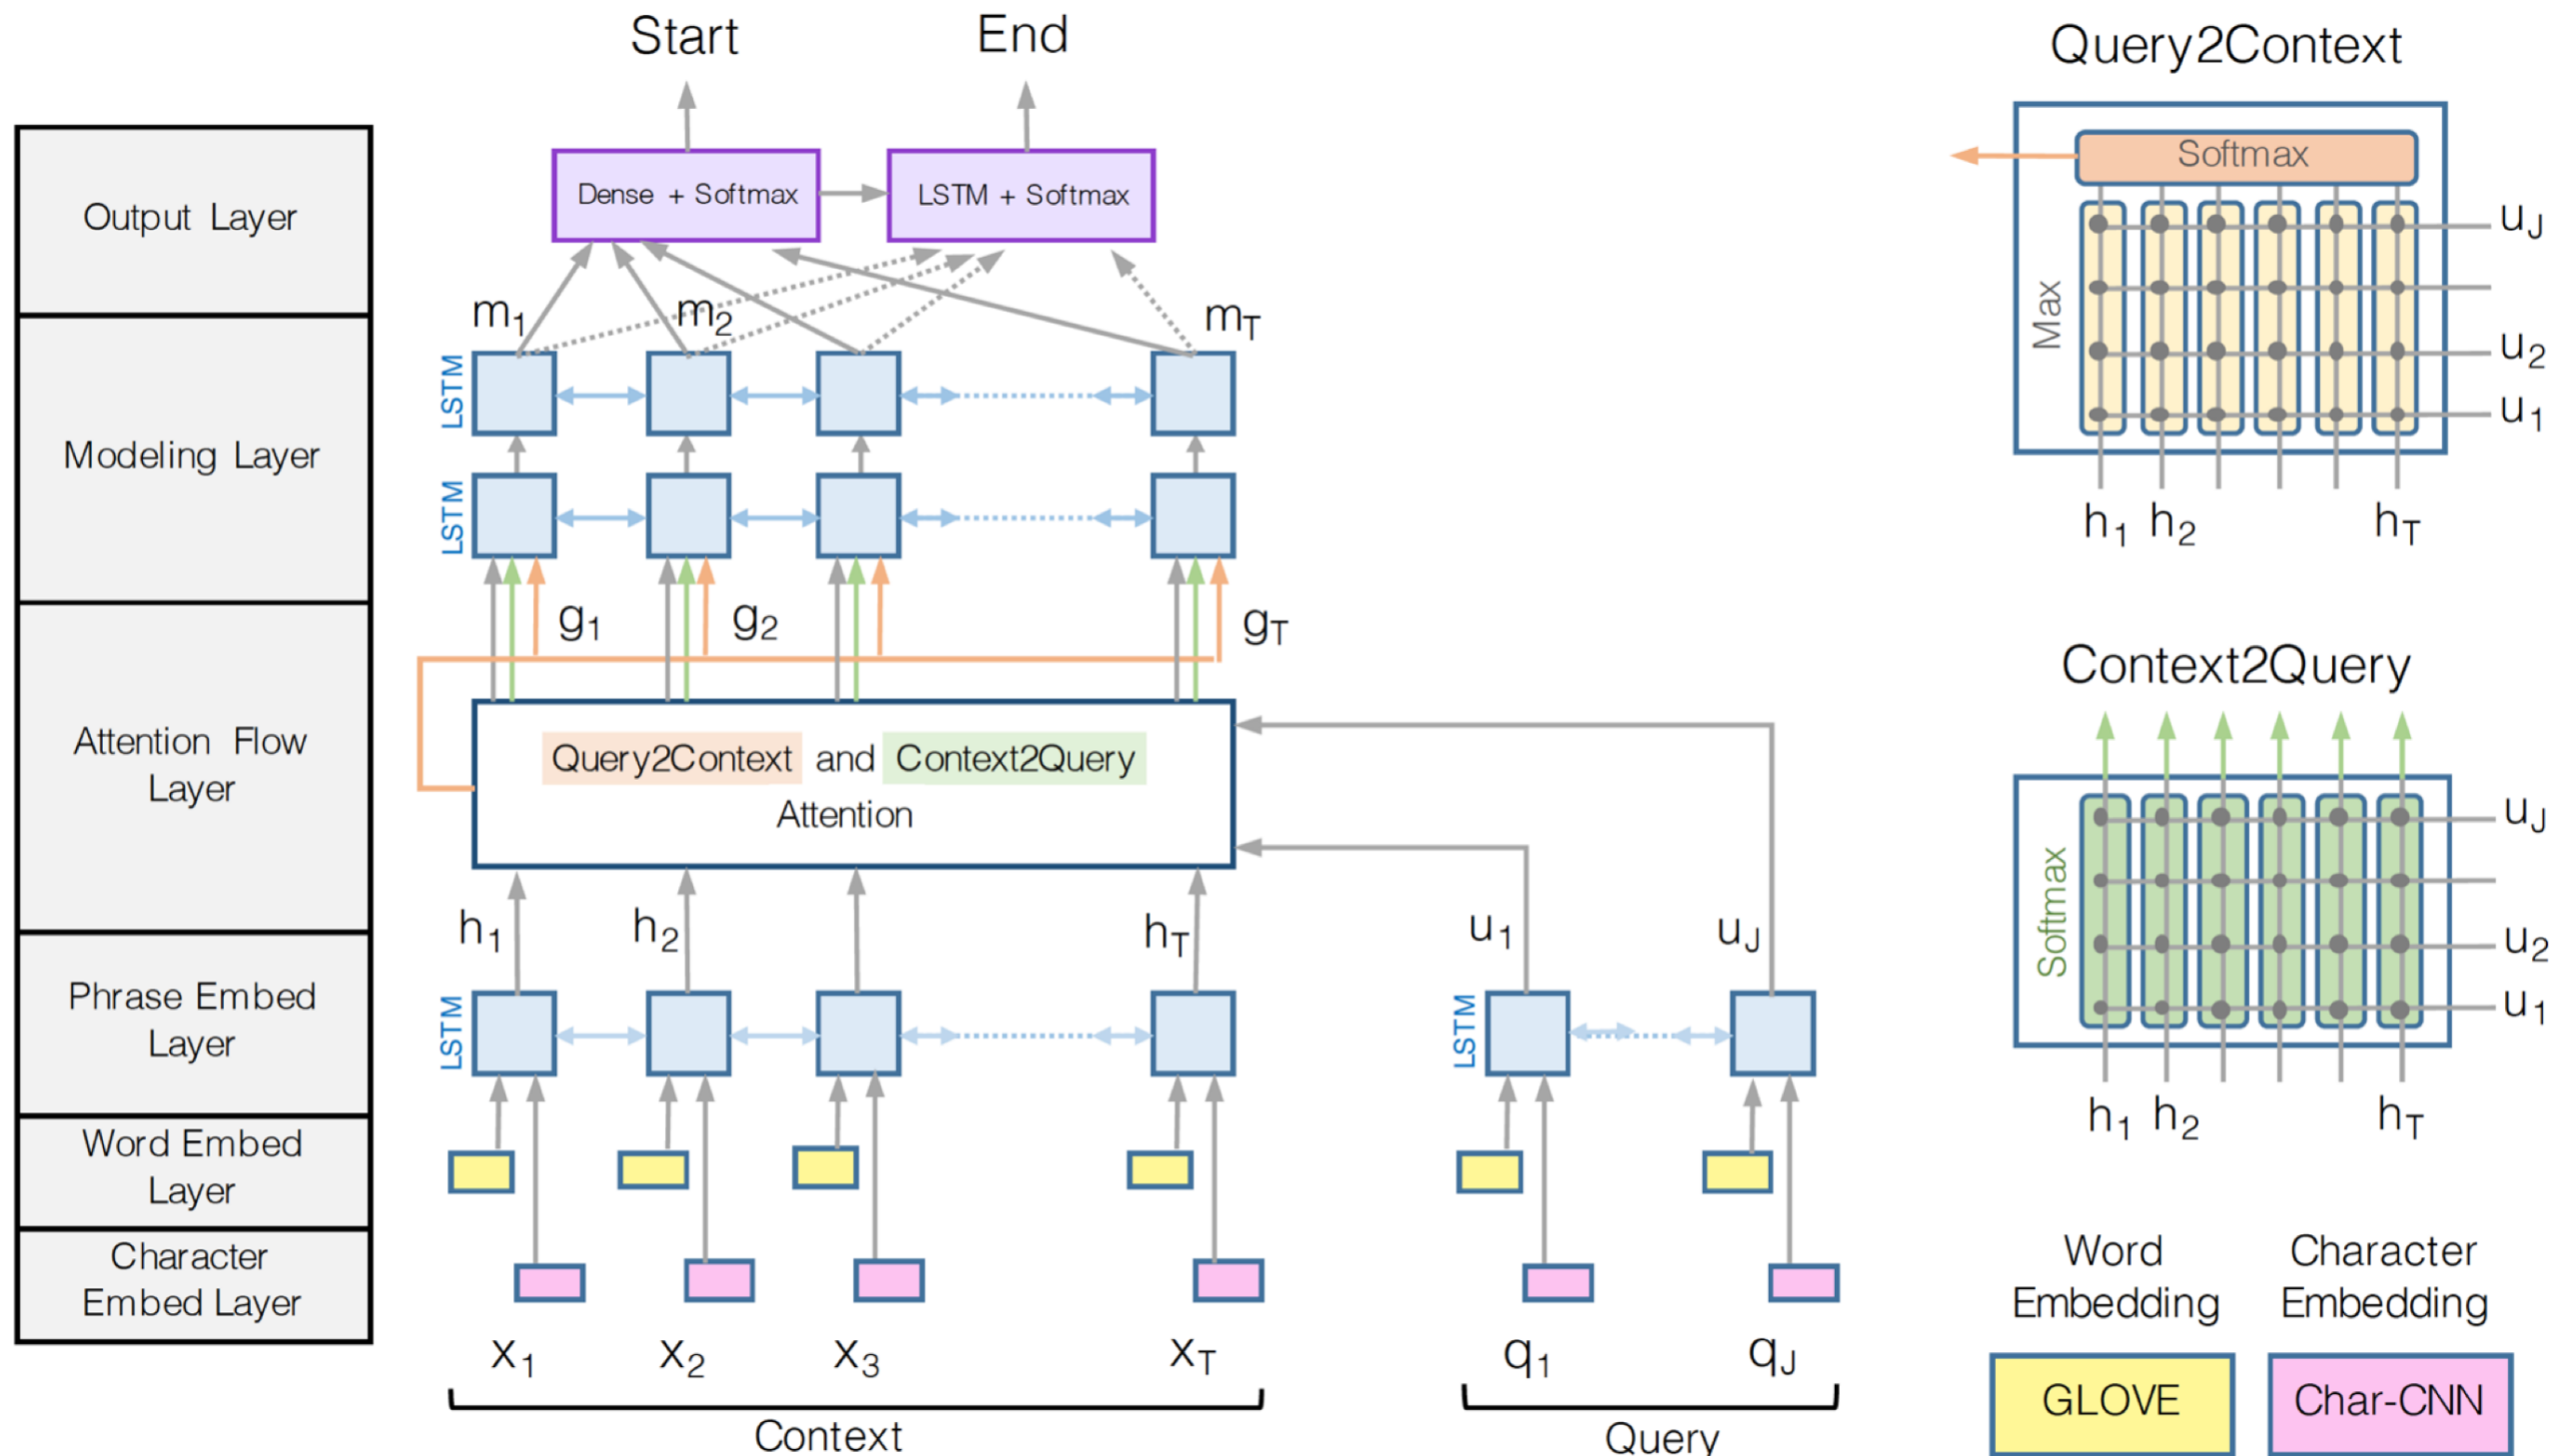 Start
End
Output Layer
Dense + Softmax
LSTM + Softmax
m1
m2
mT
Modeling Layer
LSTM
LSTM
g1
g2
gT
Attention Flow
Layer
Query2Context and Context2Query
Attention
h1
h2
hT
u1
uJ
Phrase Embed
Layer
LSTM
LSTM
Word Embed
Layer
Character
Embed Layer
x1
x2
x3
xT
q1
qJ
Context
Query
Query2Context
Softmax
Max
uJ
u2
u1
h1
h2
hT
Context2Query
Softmax
uJ
u2
u1
h1
h2
hT
Word
Embedding
GLOVE
Character
Embedding
Char-CNN